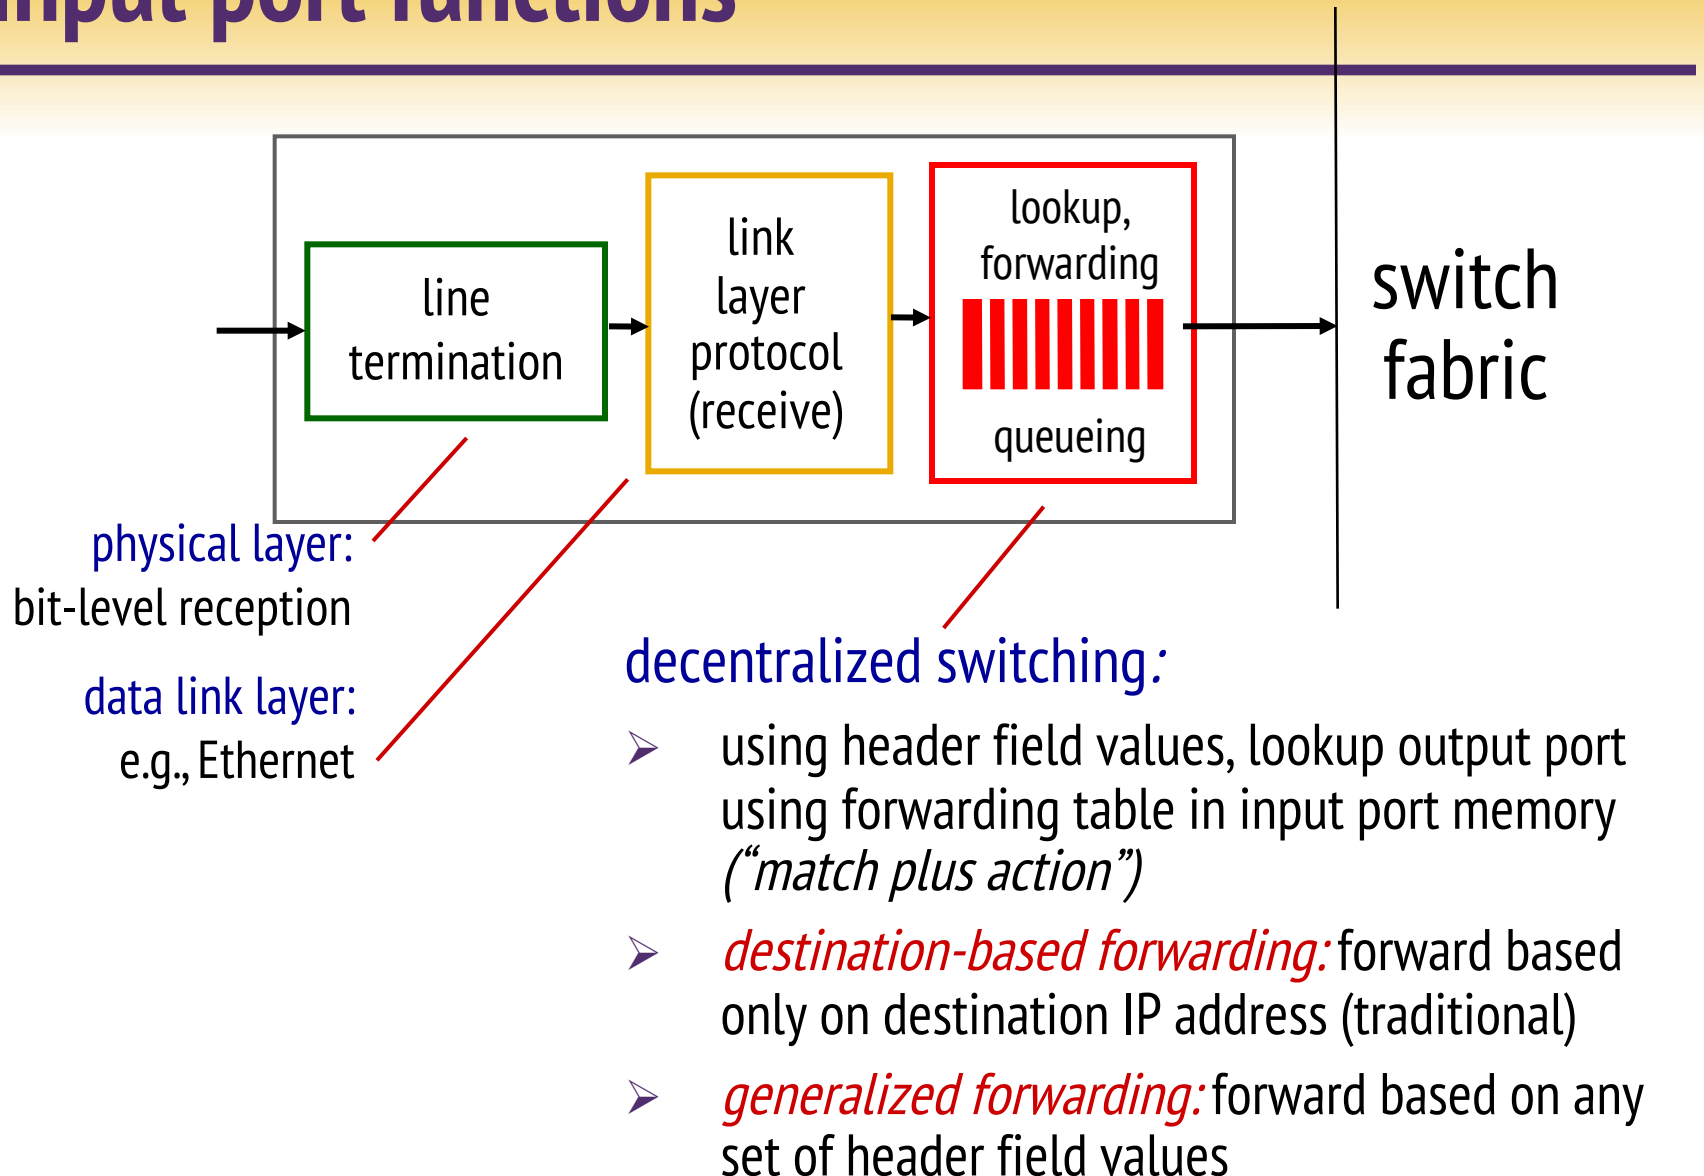 input port functions
line
termination
link
layer
protocol
(receive)
lookup,
forwarding
queueing
switch
fabric
physical layer:
bit-level reception
data link layer:
e.g., Ethernet
decentralized switching:
➢ using header field values, lookup output port
using forwarding table in input port memory
(“match plus action”)
➢ destination-based forwarding: forward based
only on destination IP address (traditional)
➢ generalized forwarding: forward based on any
set of header field values